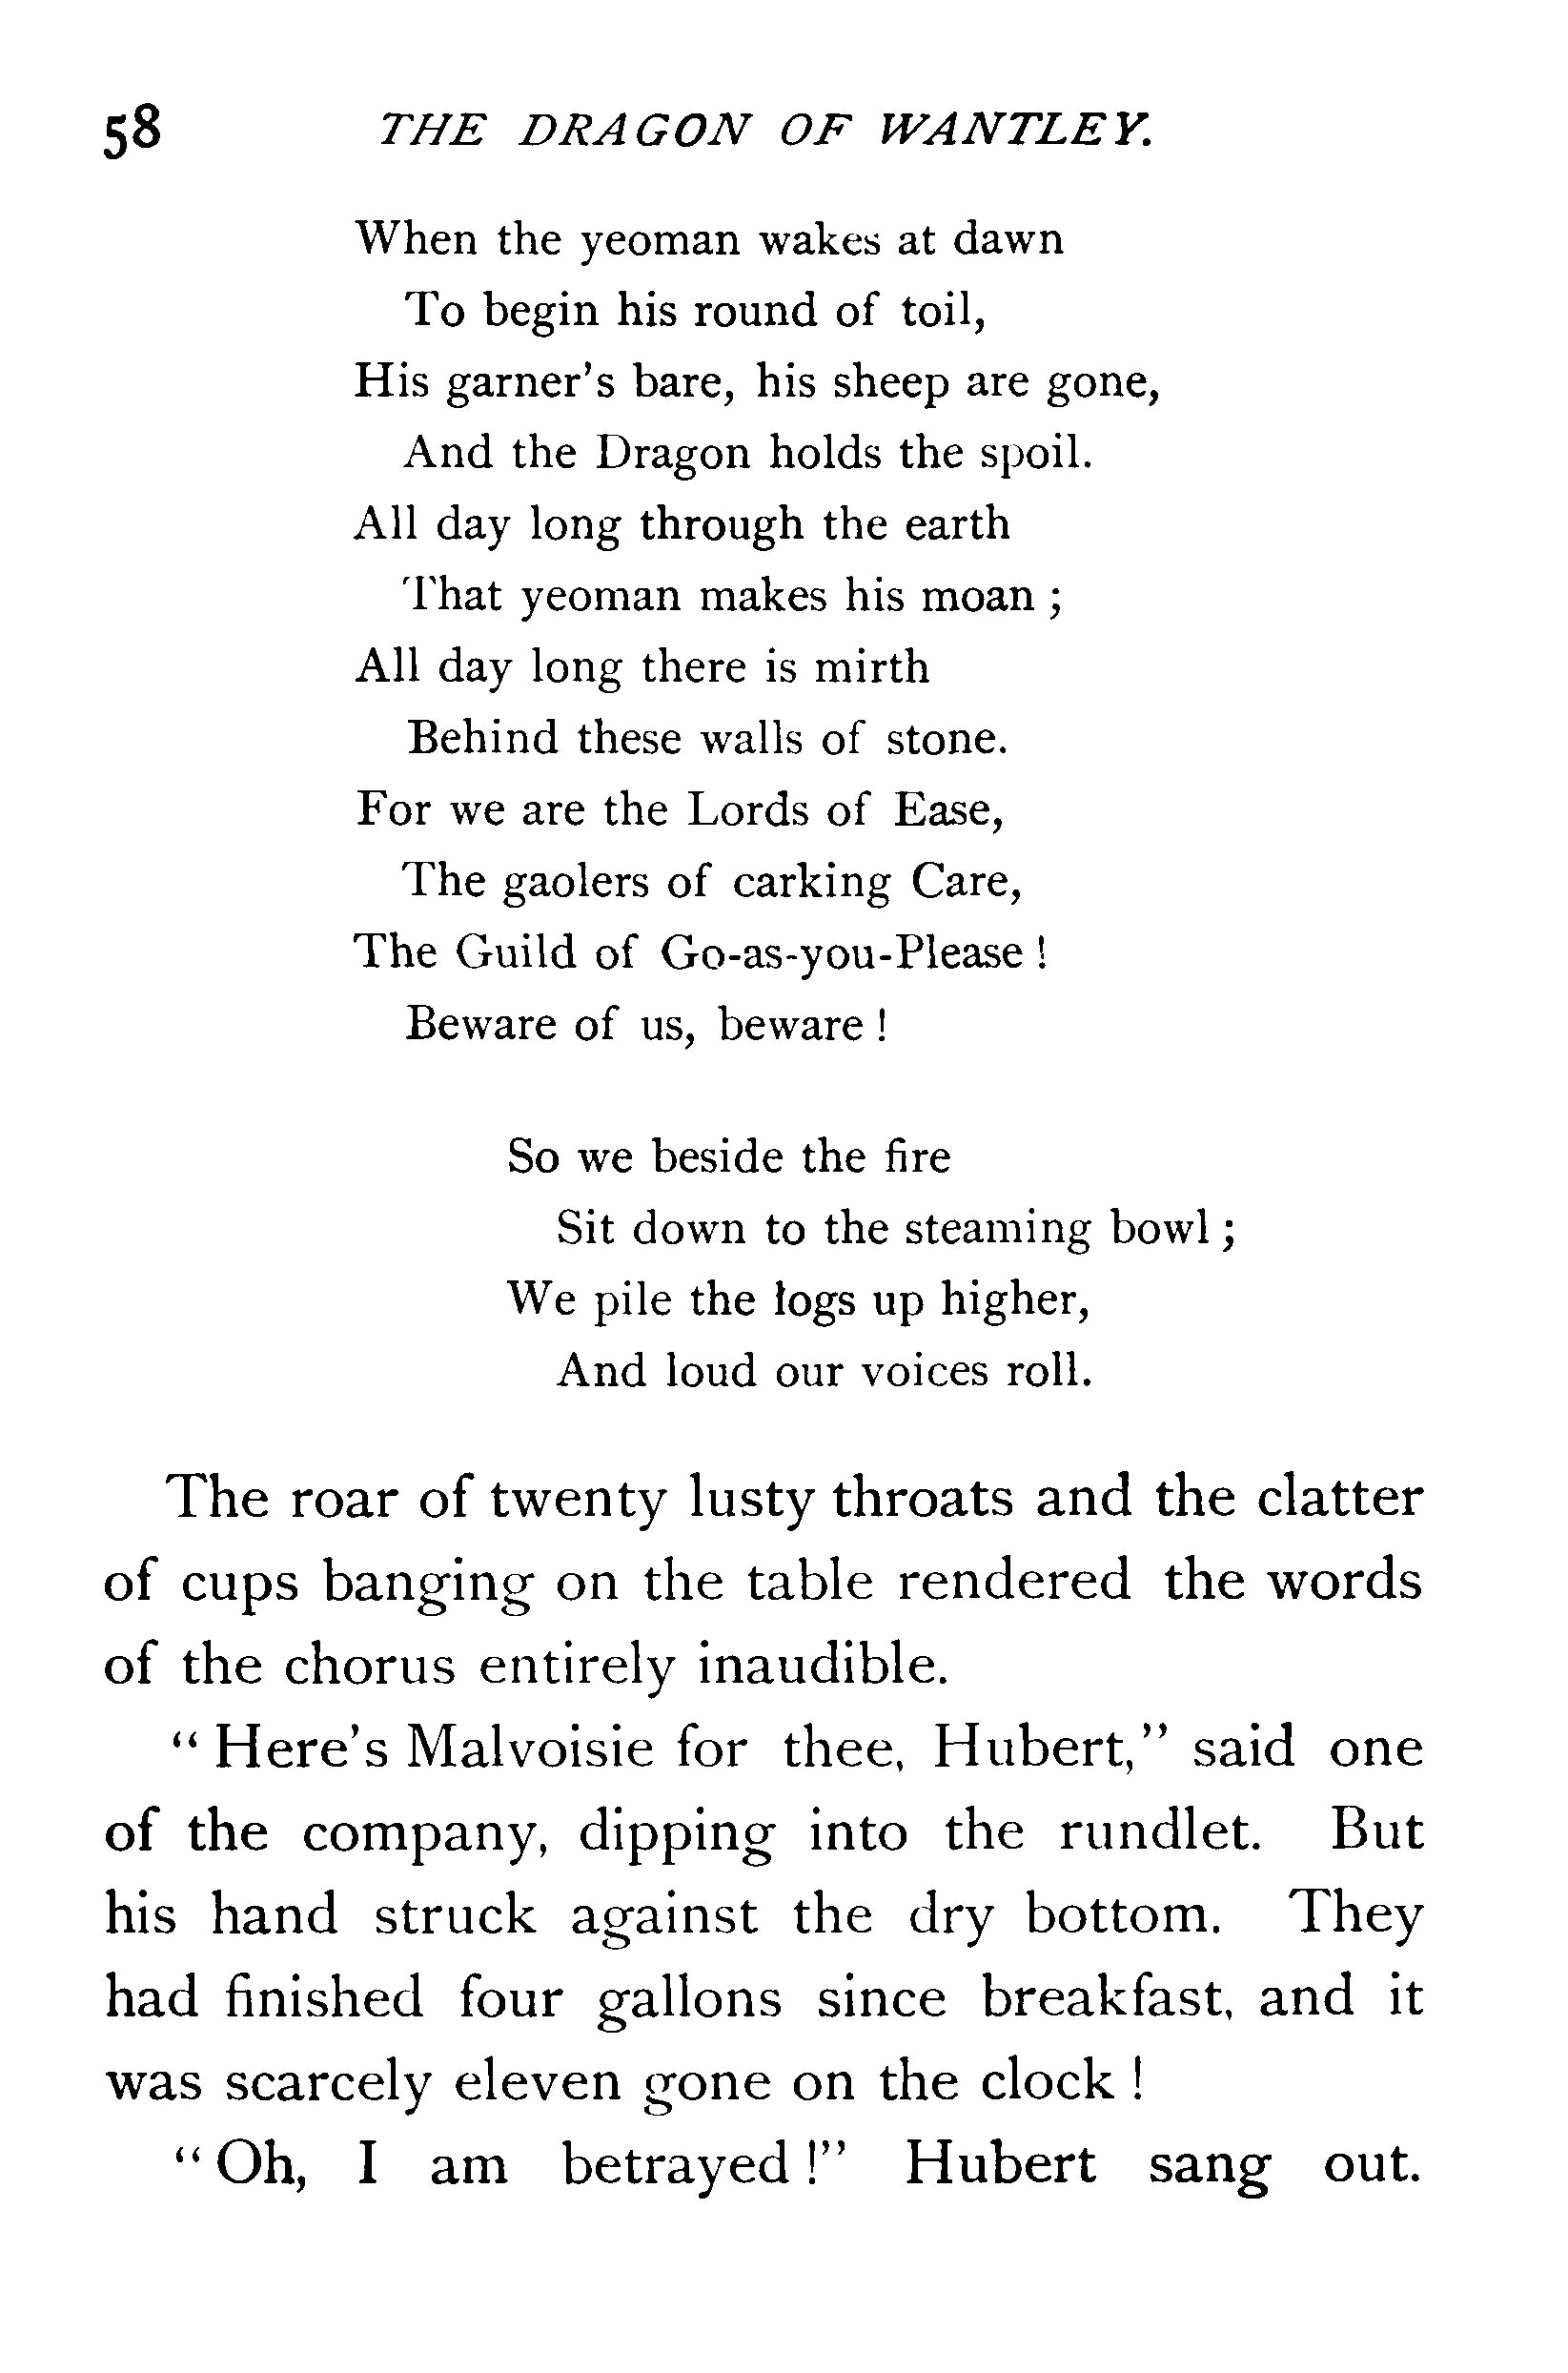 58 THE DRAGON OF WANTLEY.
When the yeoman wakes at dawn
To begin his round of toil,
His garner's bare, his sheep are gone,
And the Dragon holds the spoil.
All day long through the earth
That yeoman makes his moan ;
All day long there is mirth
Behind these walls of stone.
For we are the Lords of Ease,
The gaolers of carking Care,
The Guild of Go-as-you-Please !
Beware of us, beware !
So we beside the fire
Sit down to the steaming bowl ;
We pile the logs up higher,
And loud our voices roll.
The roar of twenty lusty throats and the clatter
of cups banging on the table rendered the words
of the chorus entirely inaudible.
“ Here’s Malvoisie for thee, Hubert,” said one
of the company, dipping into the rundlet. But
his hand struck against the dry bottom. They
had finished four gallons since breakfast, and it
was scarcely eleven gone on the clock !
“ Oh, I am betrayed !” Hubert sang out.